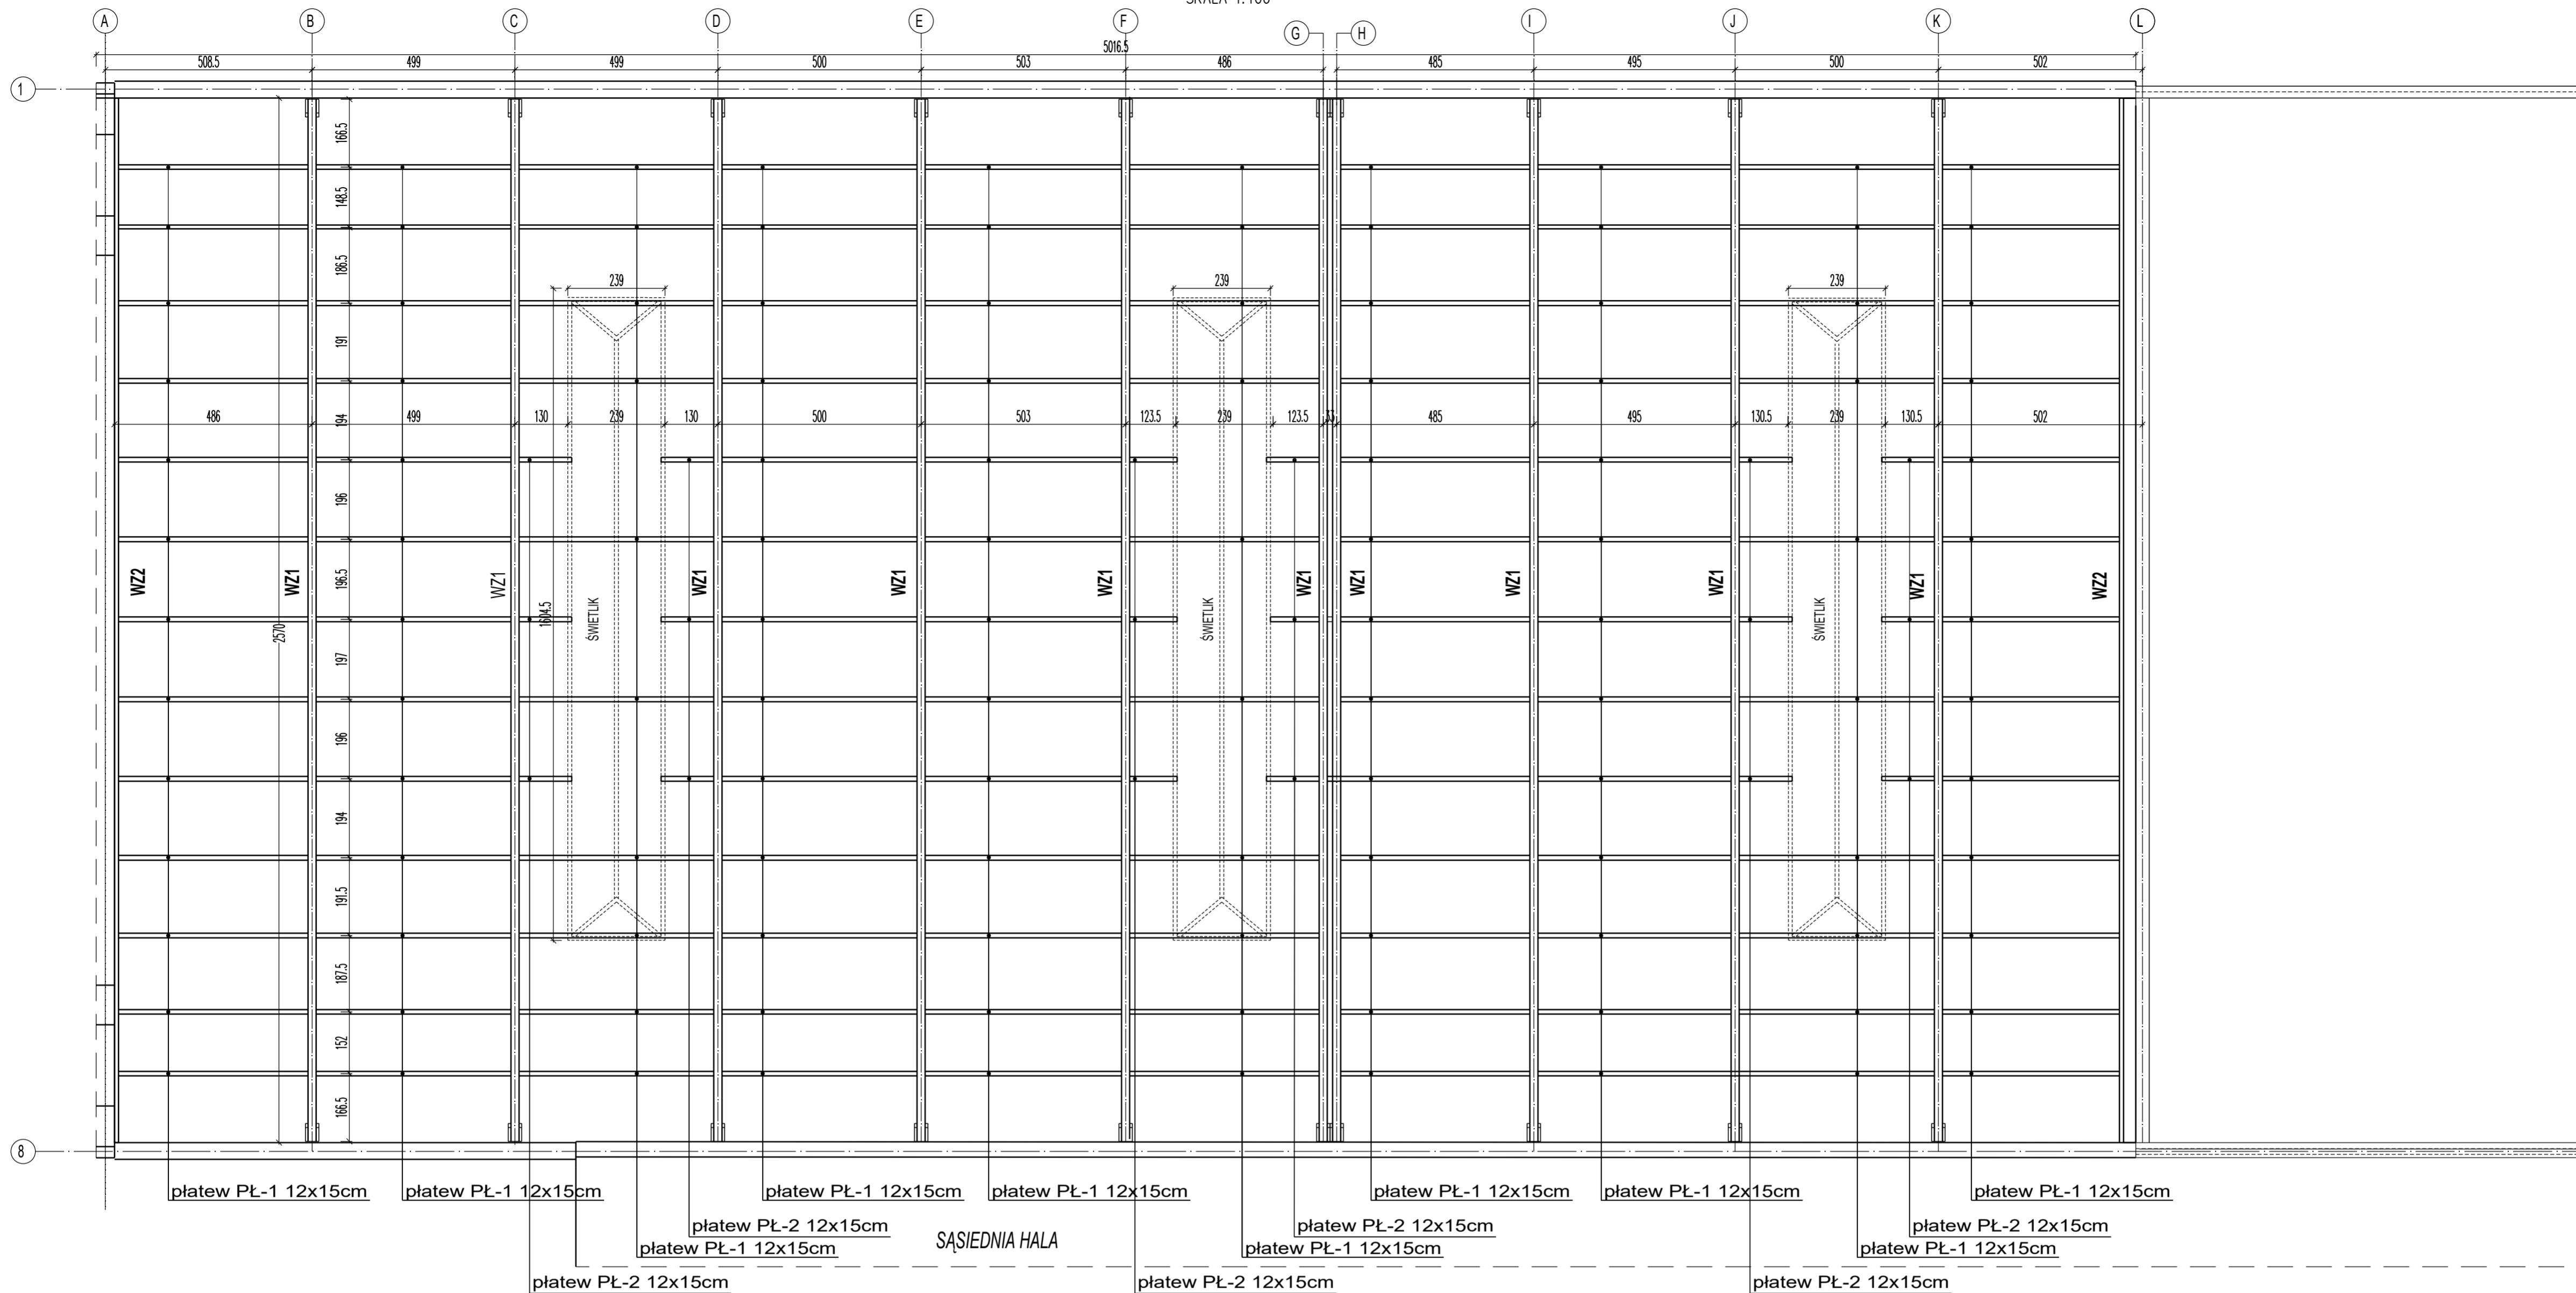 A B C D E F G H I J K L
5016.5
508.5 499 499 500 503 486 485 495 500 502
1
166.5
148.5
186.5
239 239 239
191
194
486 499 130 239 130 500 503 123.5 239 123.5 33 485 495 130.5 239 130.5 502
196
196.5
WZ2 WZ1 WZ1 WZ1 WZ1 WZ1 WZ1 WZ1 WZ1 WZ1 WZ1 WZ2
2570
1604.5
ŚWIETLIK ŚWIETLIK ŚWIETLIK
197
196
194
191.5
187.5
152
166.5
8
płatew PŁ-1 12x15cm płatew PŁ-1 12x15cm płatew PŁ-1 12x15cm płatew PŁ-1 12x15cm płatew PŁ-1 12x15cm płatew PŁ-1 12x15cm płatew PŁ-1 12x15cm
płatew PŁ-2 12x15cm płatew PŁ-2 12x15cm płatew PŁ-2 12x15cm
SĄSIEDNIA HALA
płatew PŁ-1 12x15cm płatew PŁ-1 12x15cm płatew PŁ-1 12x15cm
płatew PŁ-2 12x15cm płatew PŁ-2 12x15cm płatew PŁ-2 12x15cm